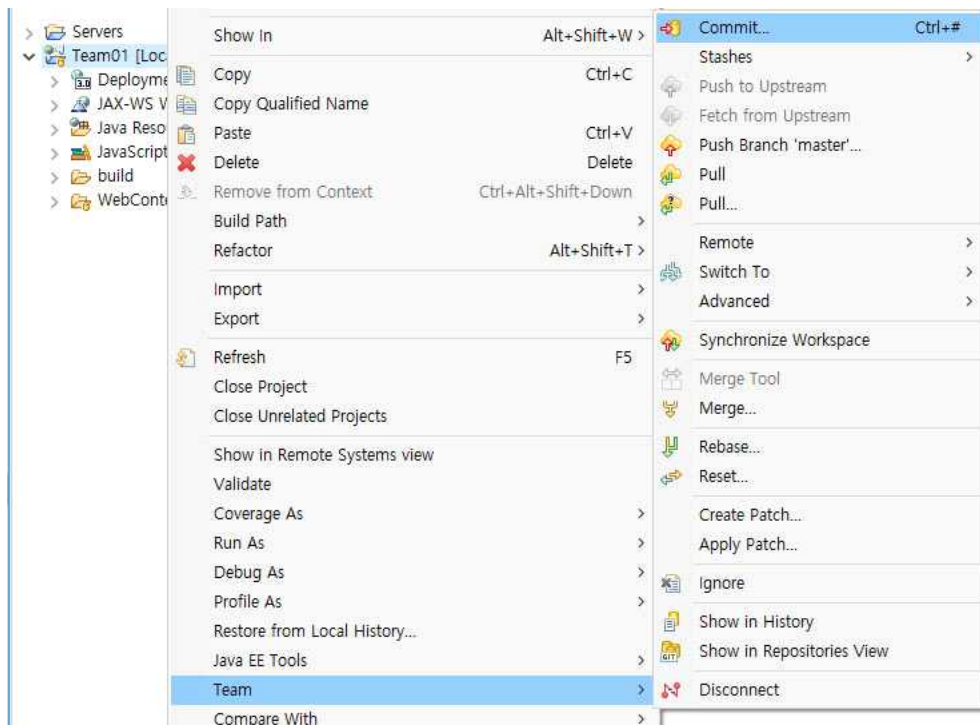 Servers
Team01 [Loc
Deployme
JAX-WS W
Java Reso
JavaScript
build
WebConte
Show In Alt+Shift+W >
Copy Ctrl+C
Copy Qualified Name
Paste Ctrl+V
Delete Delete
Remove from Context Ctrl+Alt+Shift+Down
Build Path >
Refactor Alt+Shift+T >
Import >
Export >
Refresh F5
Close Project
Close Unrelated Projects
Show in Remote Systems view
Validate
Coverage As >
Run As >
Debug As >
Profile As >
Restore from Local History...
Java EE Tools >
Team >
Compare With >
Commit... Ctrl+#
Stashes >
Push to Upstream
Fetch from Upstream
Push Branch 'master'...
Pull
Pull...
Remote >
Switch To >
Advanced >
Synchronize Workspace
Merge Tool
Merge...
Rebase...
Reset...
Create Patch...
Apply Patch...
Ignore
Show in History
Show in Repositories View
Disconnect